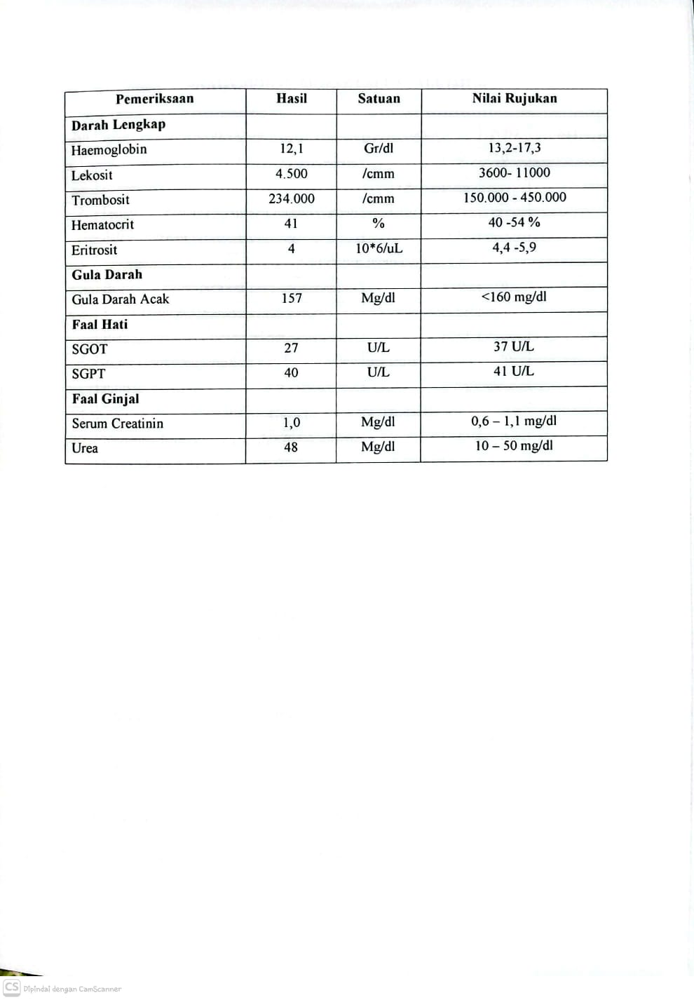 Pemeriksaan Hasil Satuan Nilai Rujukan
Darah Lengkap
Haemoglobin 12,1 Gr/dl 13,2-17,3
Lekosit 4.500 /cmm 3600- 11000
Trombosit 234.000 /cmm 150.000 - 450.000
Hematocrit 41 % 40 -54 %
Eritrosit 4 10*6/uL 4,4 -5,9
Gula Darah
Gula Darah Acak 157 Mg/dl <160 mg/dl
Faal Hati
SGOT 27 U/L 37 U/L
SGPT 40 U/L 41 U/L
Faal Ginjal
Serum Creatinin 1,0 Mg/dl 0,6 – 1,1 mg/dl
Urea 48 Mg/dl 10 – 50 mg/dl
CS Dipindai dengan CamScanner